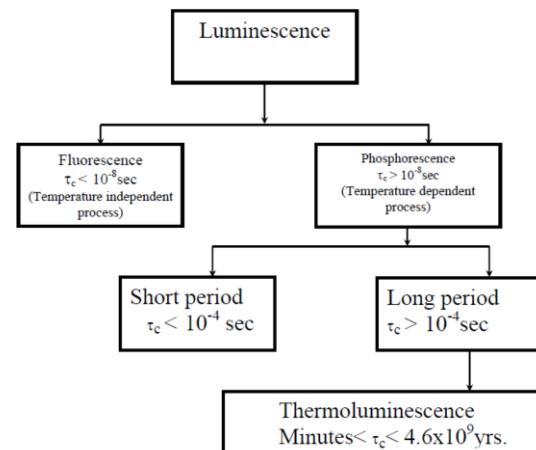 Luminescence
Fluorescence
τc < 10⁻⁸sec
(Temperature independent
process)
Phosphorescence
τc > 10⁻⁸sec
(Temperature dependent
process)
Short period
τc < 10⁻⁴ sec
Long period
τc > 10⁻⁴sec
Thermoluminescence
Minutes< τc < 4.6x10⁹yrs.